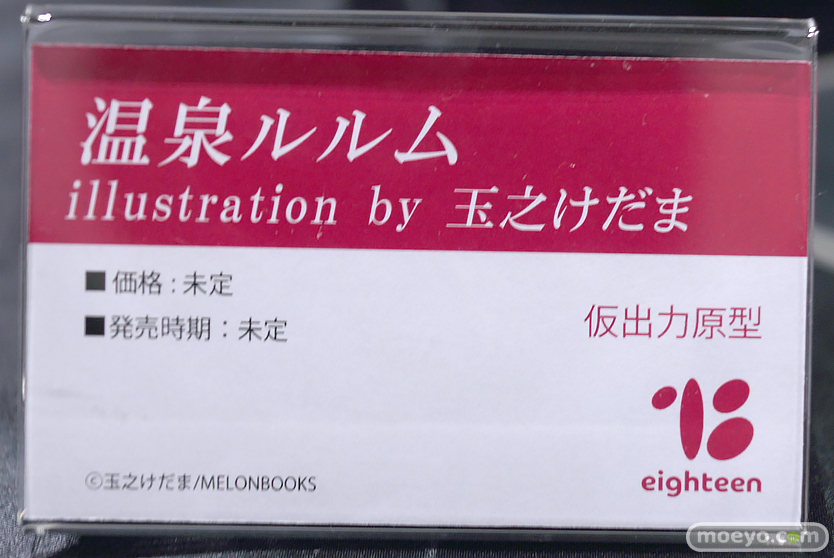 温泉ルルム
illustration by 玉之けだま
■価格：未定
■発売時期：未定
仮出力原型
eighteen
©玉之けだま/MELONBOOKS
moeyo.com